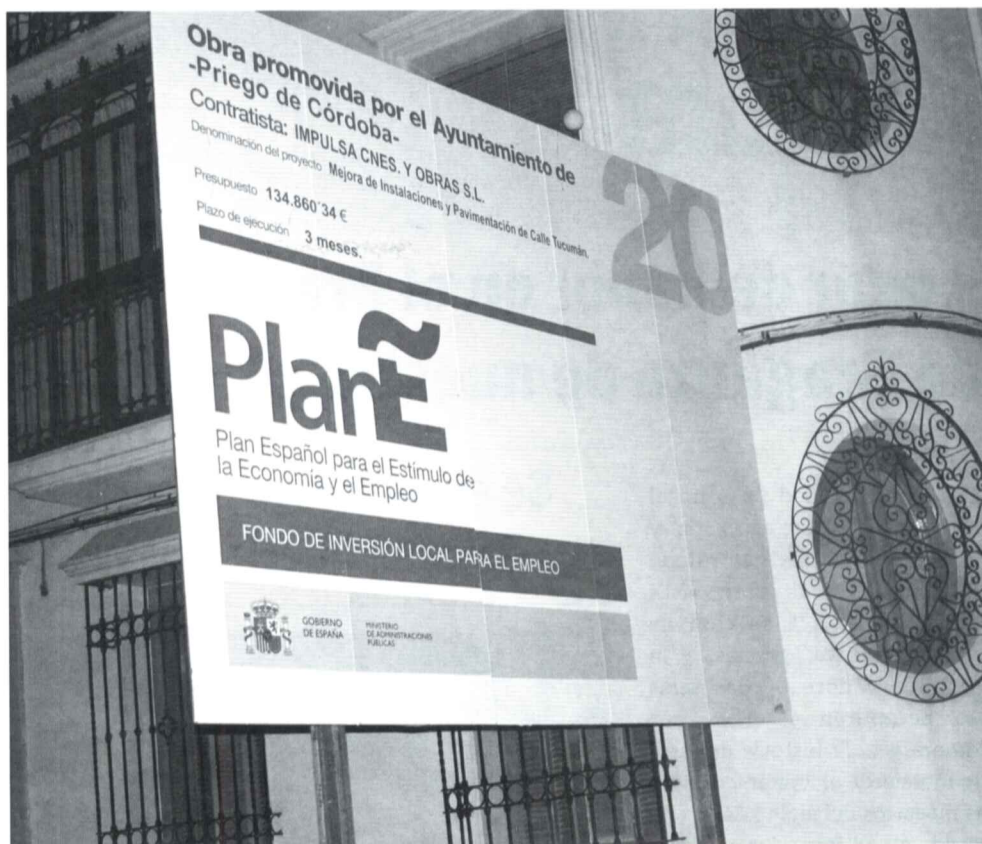 Obra promovida por el Ayuntamiento de
-Priego de Córdoba-
Contratista: IMPULSA CNES. Y OBRAS S.L.
Denominación del proyecto Mejora de Instalaciones y Pavimentación de Calle Tucumán.
Presupuesto 134.860'34 €
Plazo de ejecución 3 meses.
20
PlanE
Plan Español para el Estímulo de
la Economía y el Empleo
FONDO DE INVERSIÓN LOCAL PARA EL EMPLEO
GOBIERNO
DE ESPAÑA
MINISTERIO
DE ADMINISTRACIONES
PÚBLICAS